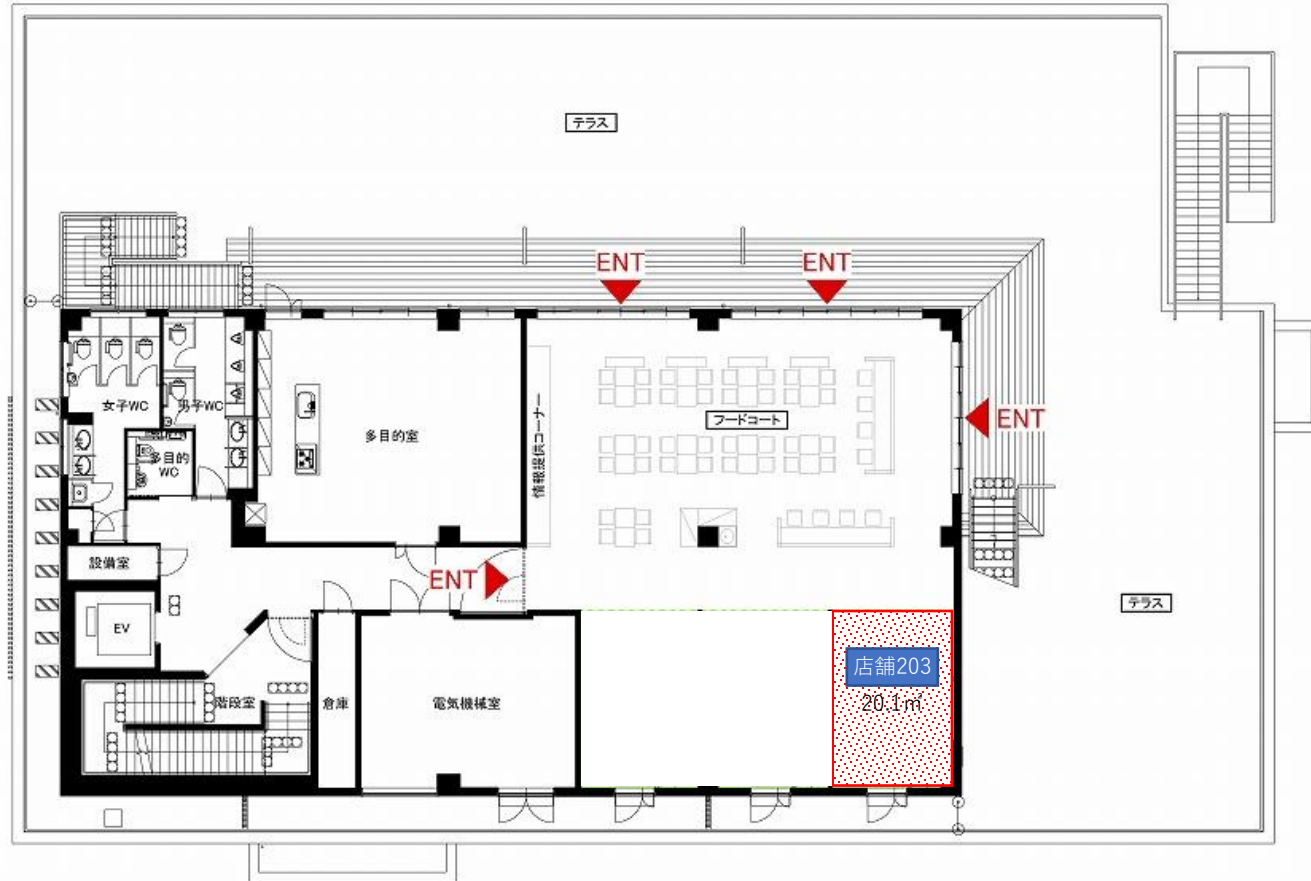 テラス
ENT
ENT
女子WC
男子WC
多目的
WC
多目的室
情報提供コーナー
フードコート
ENT
設備室
ENT
EV
テラス
階段室
倉庫
電気機械室
店舗203
20.1㎡